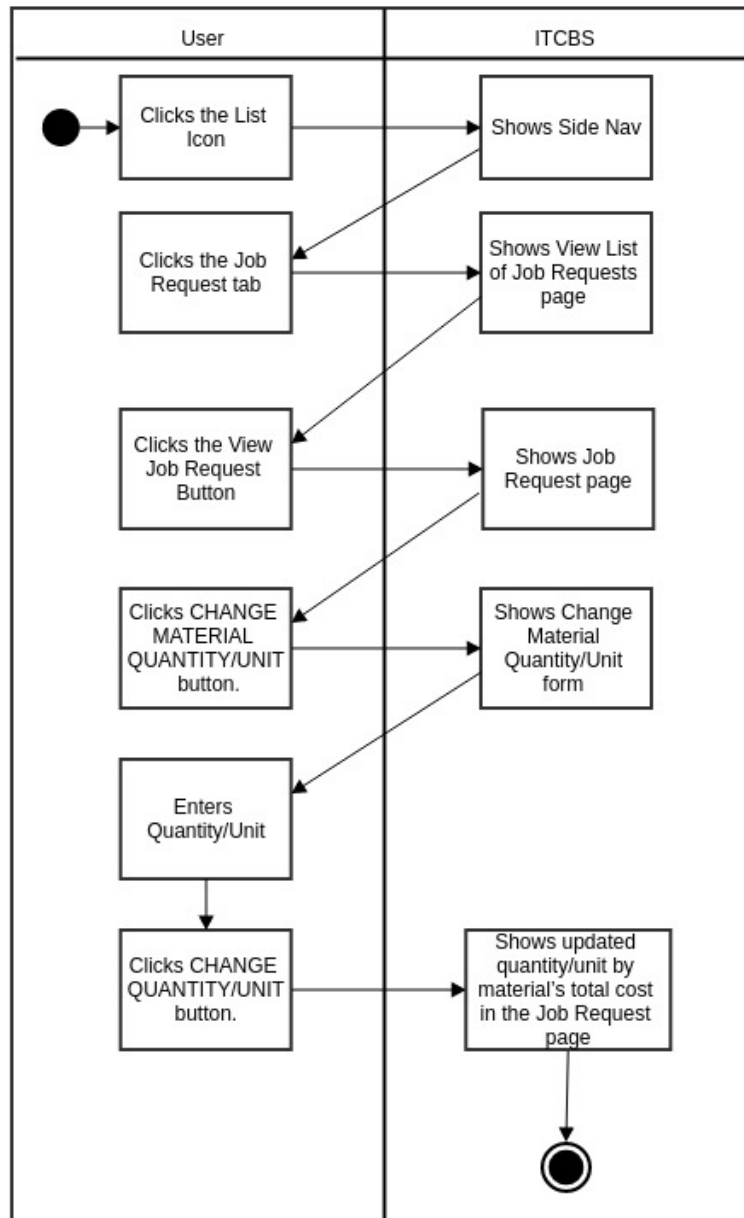 User
ITCBS
Clicks the List
Icon
Shows Side Nav
Clicks the Job
Request tab
Shows View List
of Job Requests
page
Clicks the View
Job Request
Button
Shows Job
Request page
Clicks CHANGE
MATERIAL
QUANTITY/UNIT
button.
Shows Change
Material
Quantity/Unit
form
Enters
Quantity/Unit
Clicks CHANGE
QUANTITY/UNIT
button.
Shows updated
quantity/unit by
material's total cost
in the Job Request
page